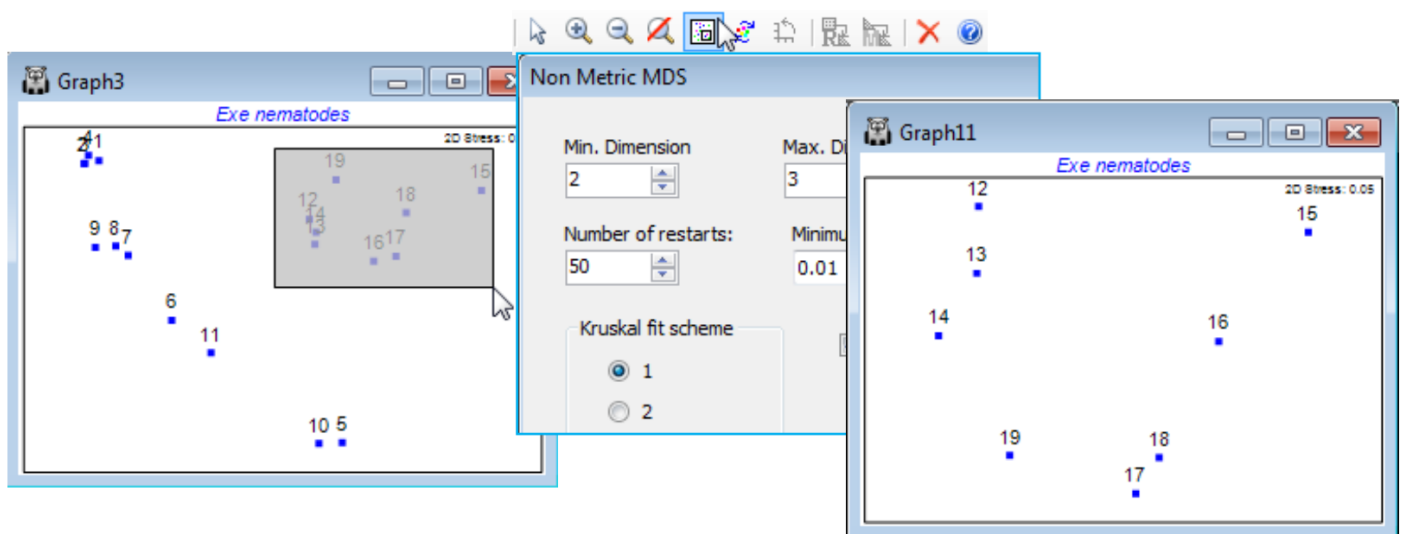 Graph3
Exe nematodes
2D Stress: 0
4
2
1
19
15
12
18
14
13
9 8
7
16
17
6
11
10 5
Non Metric MDS
Min. Dimension
Max. Di
2
3
Number of restarts:
Minimu
50
0.01
Kruskal fit scheme
1
2
Graph11
Exe nematodes
2D Stress: 0.05
12
15
13
14
16
19
18
17